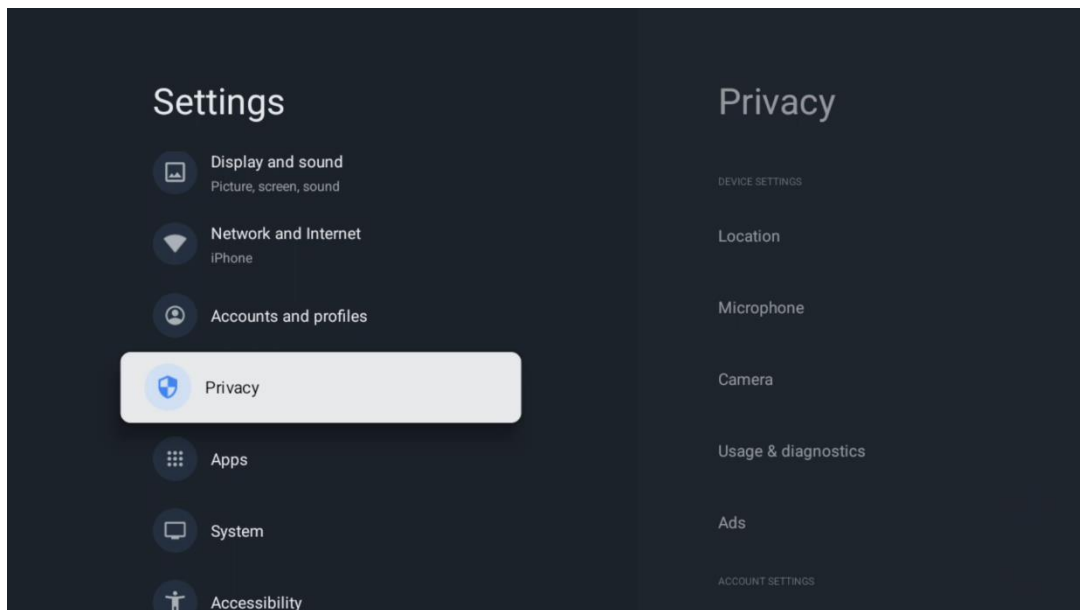 Settings
Display and sound
Picture, screen, sound
Network and Internet
iPhone
Accounts and profiles
Privacy
Apps
System
Accessibility
Privacy
DEVICE SETTINGS
Location
Microphone
Camera
Usage & diagnostics
Ads
ACCOUNT SETTINGS